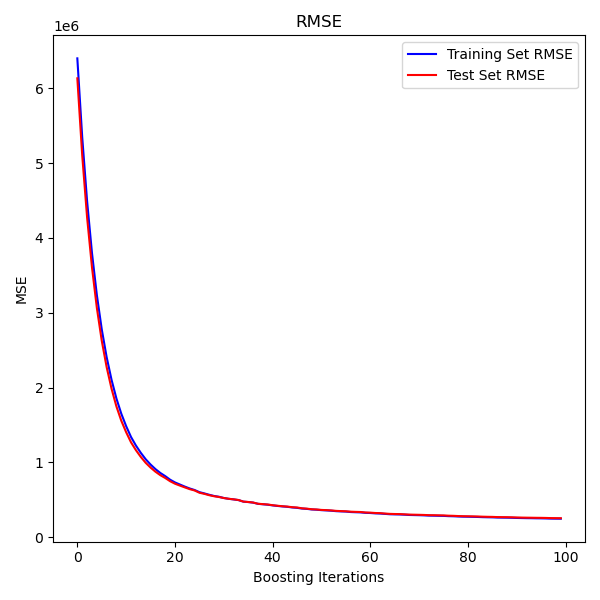 RMSE
1e6
Training Set RMSE
Test Set RMSE
6
5
4
3
2
1
0
MSE
0 20 40 60 80 100
Boosting Iterations